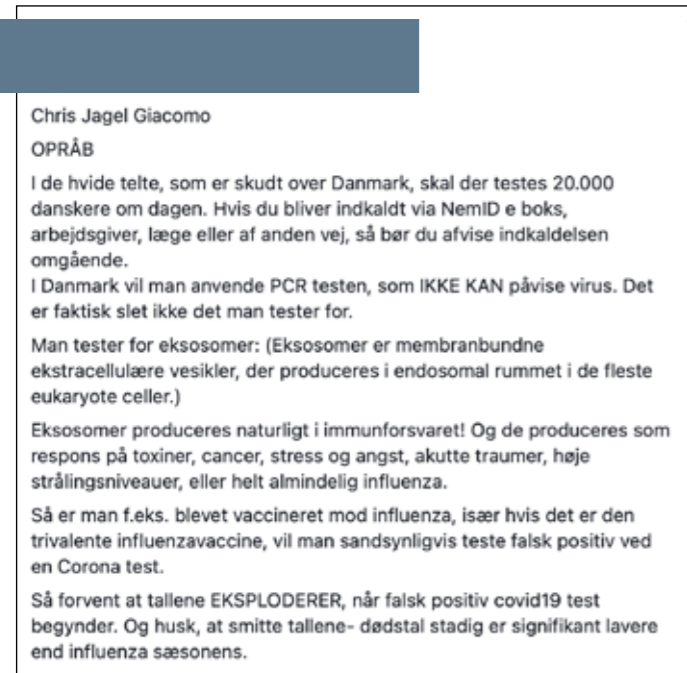 Chris Jagel Giacomo
OPRÅB
I de hvide telte, som er skudt over Danmark, skal der testes 20.000
danskere om dagen. Hvis du bliver indkaldt via NemID e boks,
arbejdsgiver, læge eller af anden vej, så bør du afvise indkaldelsen
omgående.
I Danmark vil man anvende PCR testen, som IKKE KAN påvise virus. Det
er faktisk slet ikke det man tester for.
Man tester for eksosomer: (Eksosomer er membranbundne
ekstracellulære vesikler, der produceres i endosomal rummet i de fleste
eukaryote celler.)
Eksosomer produceres naturligt i immunforsvaret! Og de produceres som
respons på toxiner, cancer, stress og angst, akutte traumer, høje
strålingsniveauer, eller helt almindelig influenza.
Så er man f.eks. blevet vaccineret mod influenza, især hvis det er den
trivalente influenzavaccine, vil man sandsynligvis teste falsk positiv ved
en Corona test.
Så forvent at tallene EKSPLODERER, når falsk positiv covid19 test
begynder. Og husk, at smitte tallene- dødstal stadig er signifikant lavere
end influenza sæsonens.